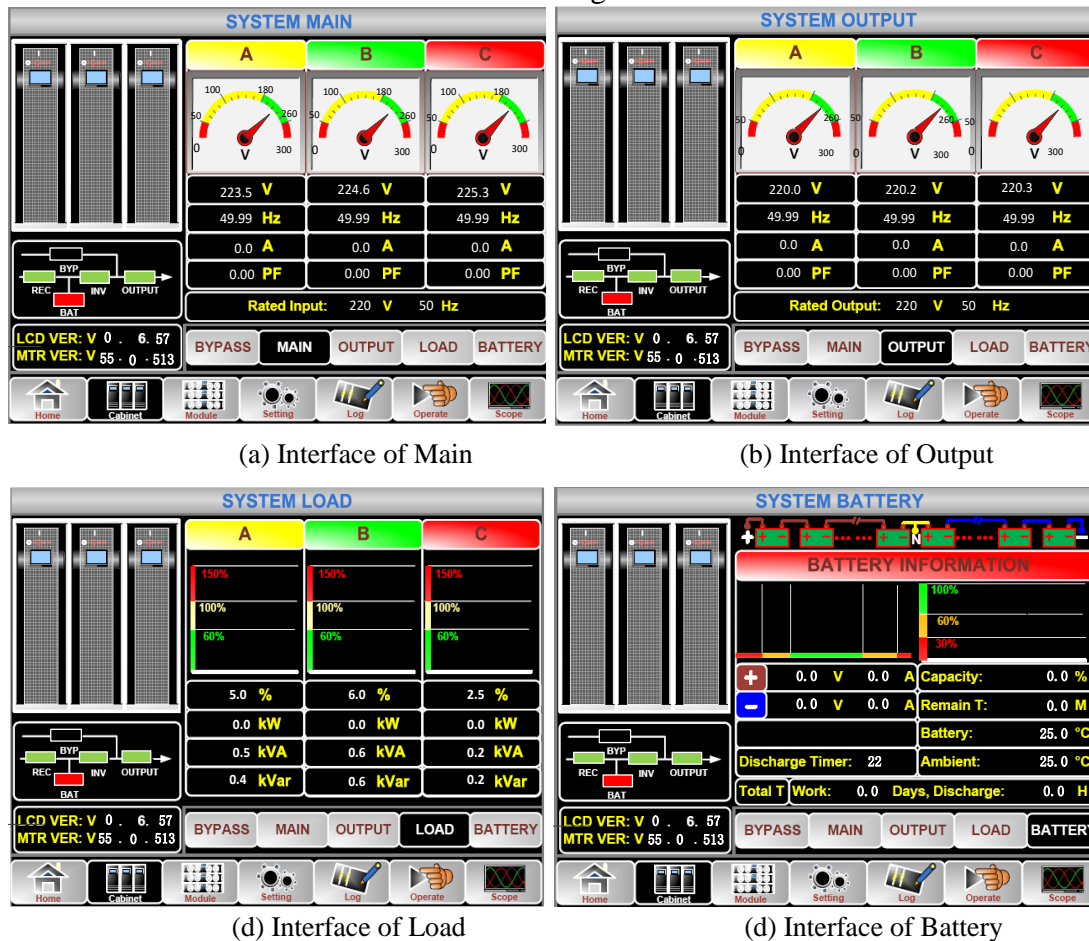 SYSTEM MAIN
A B C
100 180 100 180 100 180
50 260 50 260 50 260
0 V 300 0 V 300 0 V 300
223.5 V 224.6 V 225.3 V
49.99 Hz 49.99 Hz 49.99 Hz
0.0 A 0.0 A 0.0 A
0.00 PF 0.00 PF 0.00 PF
Rated Input: 220 V 50 Hz
BYP
REC INV OUTPUT
BAT
LCD VER: V 0 . 6. 57
MTR VER: V 55 . 0 . 513
BYPASS MAIN OUTPUT LOAD BATTERY
Home Cabinet Module Setting Log Operate Scope
(a) Interface of Main
SYSTEM OUTPUT
A B C
50 260 50 260 50
0 V 300 0 V 300 0 V 300
220.0 V 220.2 V 220.3 V
49.99 Hz 49.99 Hz 49.99 Hz
0.0 A 0.0 A 0.0 A
0.00 PF 0.00 PF 0.00 PF
Rated Output: 220 V 50 Hz
BYP
REC INV OUTPUT
BAT
LCD VER: V 0 . 6. 57
MTR VER: V 55 . 0 . 513
BYPASS MAIN OUTPUT LOAD BATTERY
Home Cabinet Module Setting Log Operate Scope
(b) Interface of Output
SYSTEM LOAD
A B C
150% 150% 150%
100% 100% 100%
60% 60% 60%
5.0 % 6.0 % 2.5 %
0.0 kW 0.0 kW 0.0 kW
0.5 kVA 0.6 kVA 0.2 kVA
0.4 kVar 0.6 kVar 0.2 kVar
BYP
REC INV OUTPUT
BAT
LCD VER: V 0 . 6. 57
MTR VER: V 55 . 0 . 513
BYPASS MAIN OUTPUT LOAD BATTERY
Home Cabinet Module Setting Log Operate Scope
(d) Interface of Load
SYSTEM BATTERY
+ + - + - + - N + - + - + - -
BATTERY INFORMATION
100%
60%
30%
+ 0.0 V 0.0 A Capacity: 0.0 %
- 0.0 V 0.0 A Remain T: 0.0 M
Battery: 25.0 °C
Discharge Timer: 22 Ambient: 25.0 °C
Total T Work: 0.0 Days, Discharge: 0.0 H
BYP
REC INV OUTPUT
BAT
LCD VER: V 0 . 6. 57
MTR VER: V 55 . 0 . 513
BYPASS MAIN OUTPUT LOAD BATTERY
Home Cabinet Module Setting Log Operate Scope
(d) Interface of Battery